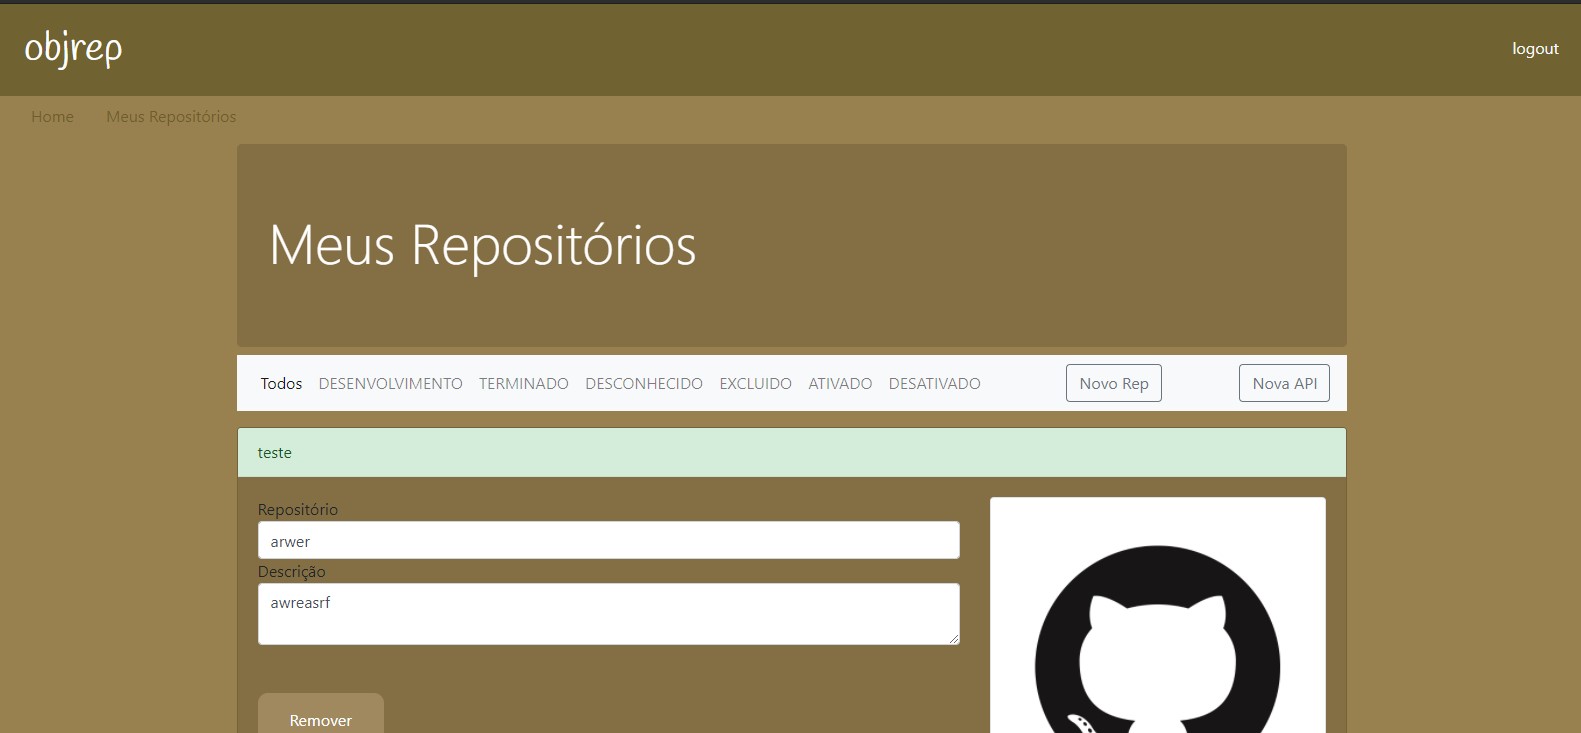 objrep
logout
Home Meus Repositórios
Meus Repositórios
Todos DESENVOLVIMENTO TERMINADO DESCONHECIDO EXCLUIDO ATIVADO DESATIVADO Novo Rep Nova API
teste
Repositório
arwer
Descrição
awreasrf
Remover